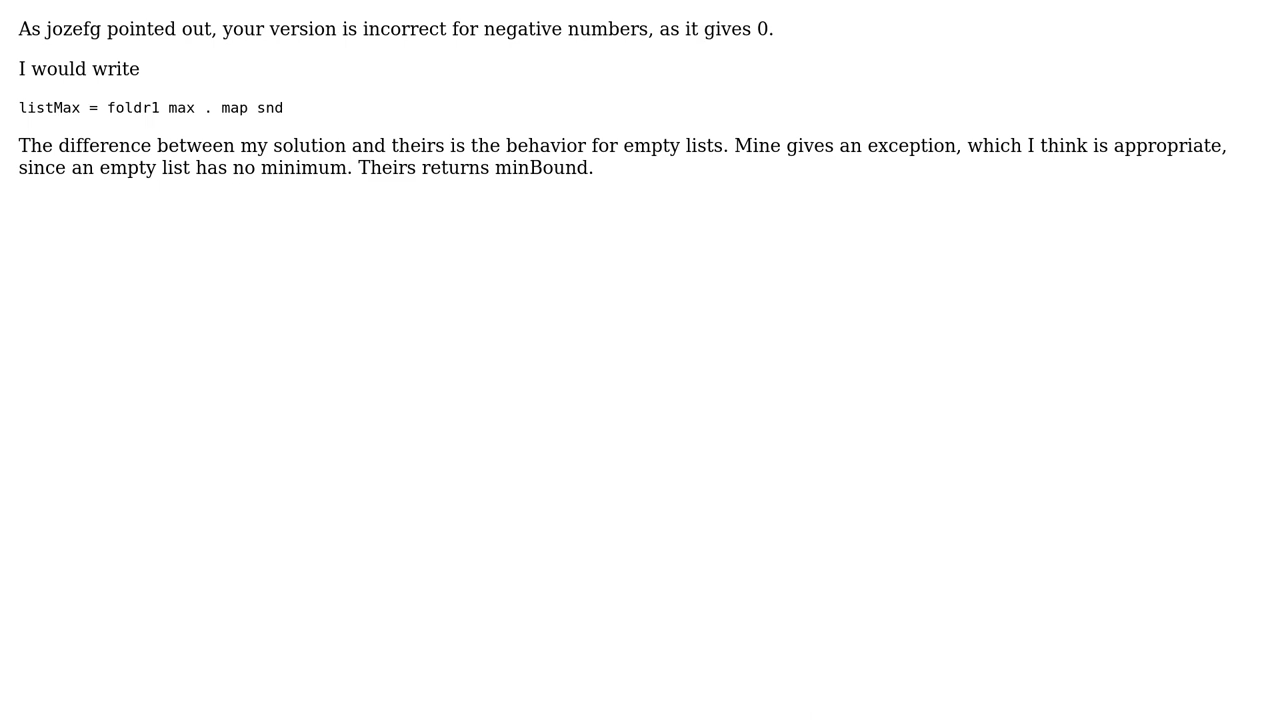 As jozefg pointed out, your version is incorrect for negative numbers, as it gives 0.
I would write
listMax = foldr1 max . map snd
The difference between my solution and theirs is the behavior for empty lists. Mine gives an exception, which I think is appropriate,
since an empty list has no minimum. Theirs returns minBound.